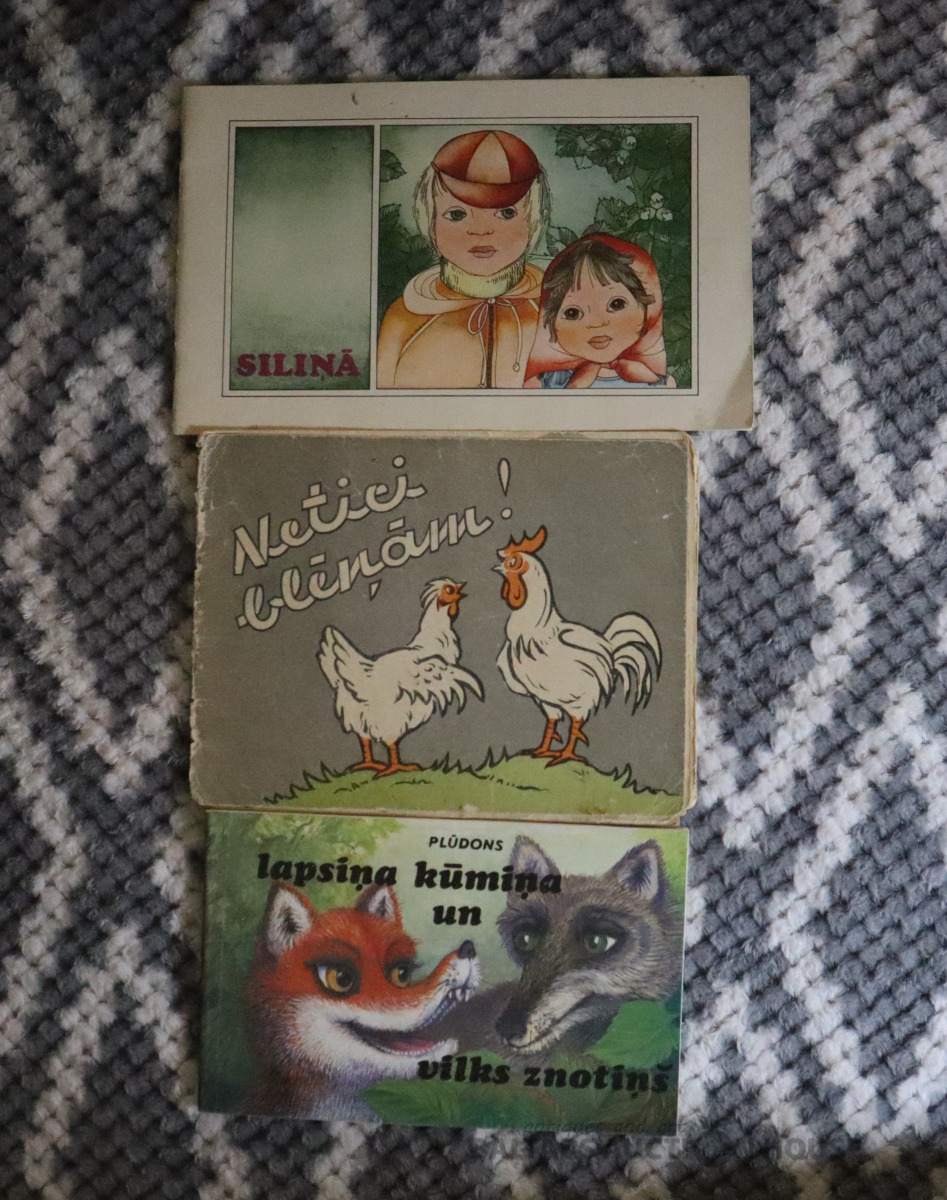 SILIŅĀ
Netici
blēņām!
PLŪDONS
lapsiņa kūmiņa
un
vilks znotiņš